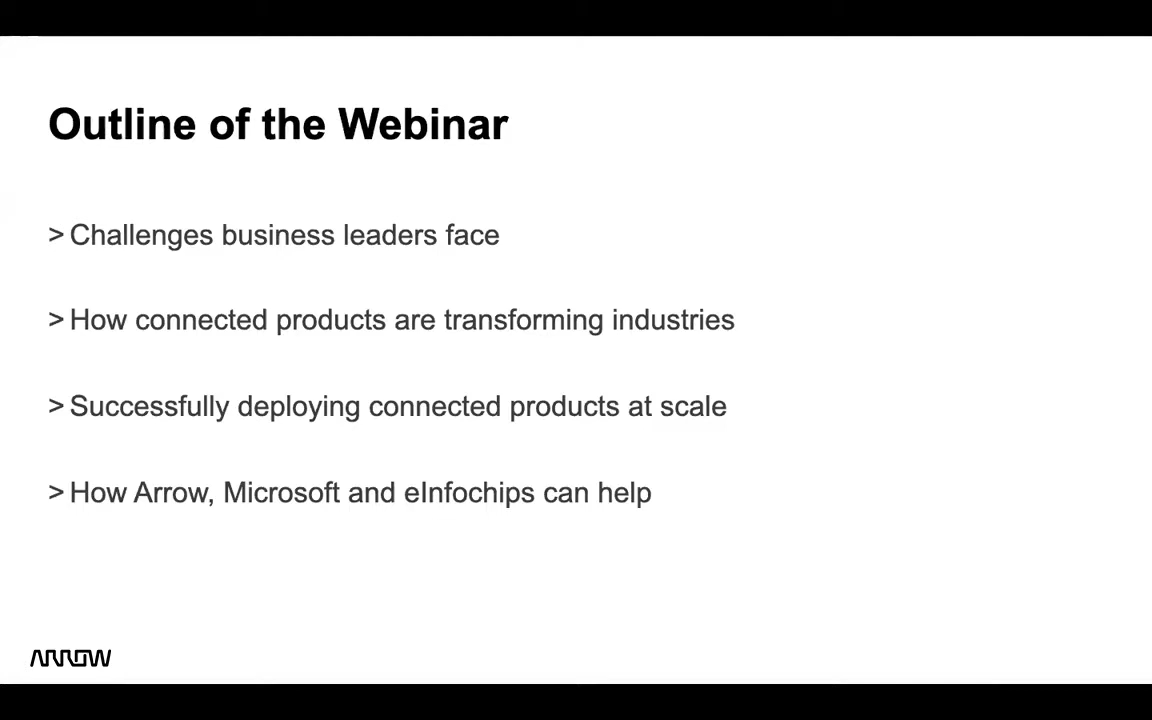 Outline of the Webinar
> Challenges business leaders face
> How connected products are transforming industries
> Successfully deploying connected products at scale
> How Arrow, Microsoft and eInfochips can help
ARROW